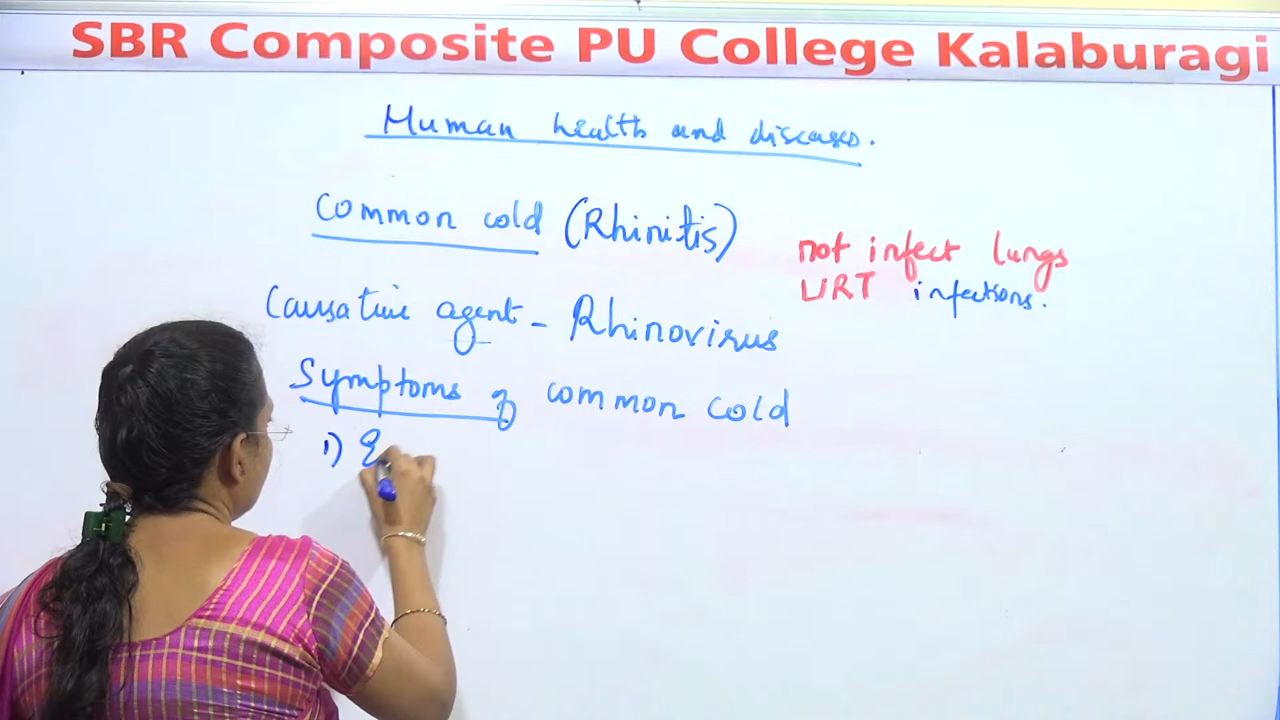 SBR Composite PU College Kalaburagi
Human health and diseases.
Common cold (Rhinitis)
not infect lungs
URT infections.
Causative agent - Rhinovirus
Symptoms of common cold
1)